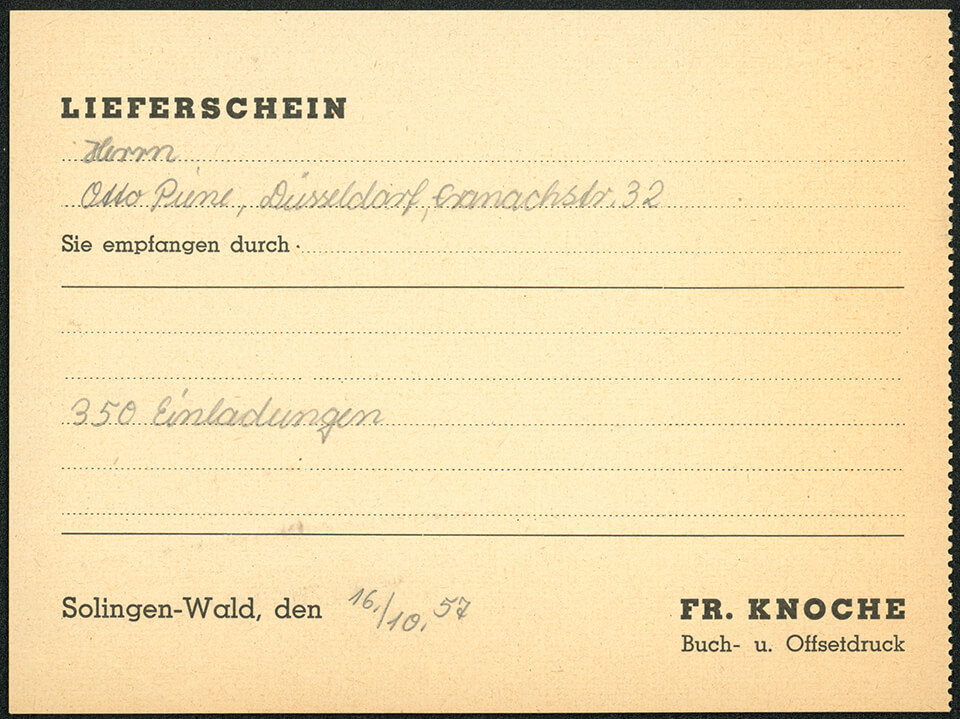 LIEFERSCHEIN
Herrn
Otto Piene, Düsseldorf, Cranachstr. 32
Sie empfangen durch
350 Einladungen
Solingen-Wald, den 16./10. 57
FR. KNOCHE
Buch- u. Offsetdruck